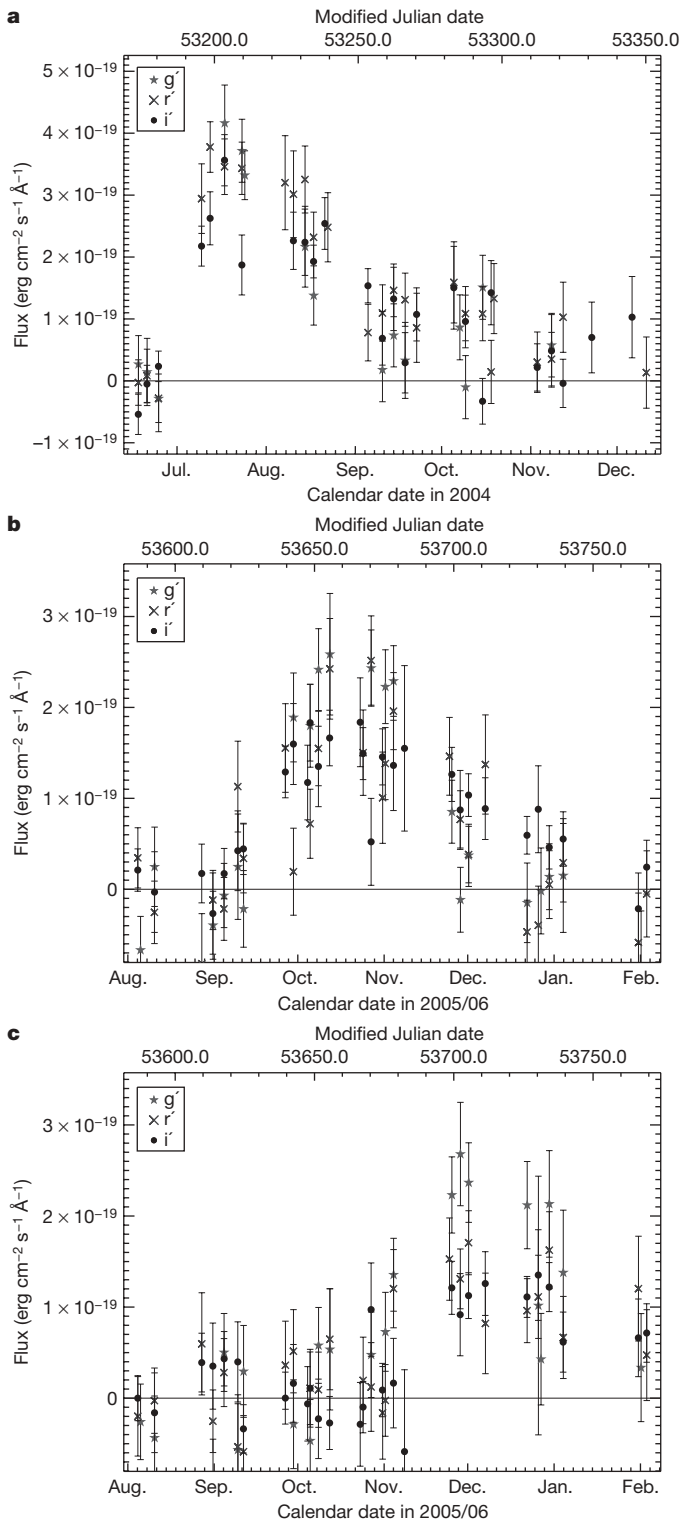 a
Modified Julian date
53200.0 53250.0 53300.0 53350.0
g´
r´
i´
5 × 10⁻¹⁹
4 × 10⁻¹⁹
3 × 10⁻¹⁹
2 × 10⁻¹⁹
1 × 10⁻¹⁹
0
−1 × 10⁻¹⁹
Flux (erg cm⁻² s⁻¹ Å⁻¹)
Jul. Aug. Sep. Oct. Nov. Dec.
Calendar date in 2004
b
Modified Julian date
53600.0 53650.0 53700.0 53750.0
g´
r´
i´
3 × 10⁻¹⁹
2 × 10⁻¹⁹
1 × 10⁻¹⁹
0
Flux (erg cm⁻² s⁻¹ Å⁻¹)
Aug. Sep. Oct. Nov. Dec. Jan. Feb.
Calendar date in 2005/06
c
Modified Julian date
53600.0 53650.0 53700.0 53750.0
g´
r´
i´
3 × 10⁻¹⁹
2 × 10⁻¹⁹
1 × 10⁻¹⁹
0
Flux (erg cm⁻² s⁻¹ Å⁻¹)
Aug. Sep. Oct. Nov. Dec. Jan. Feb.
Calendar date in 2005/06